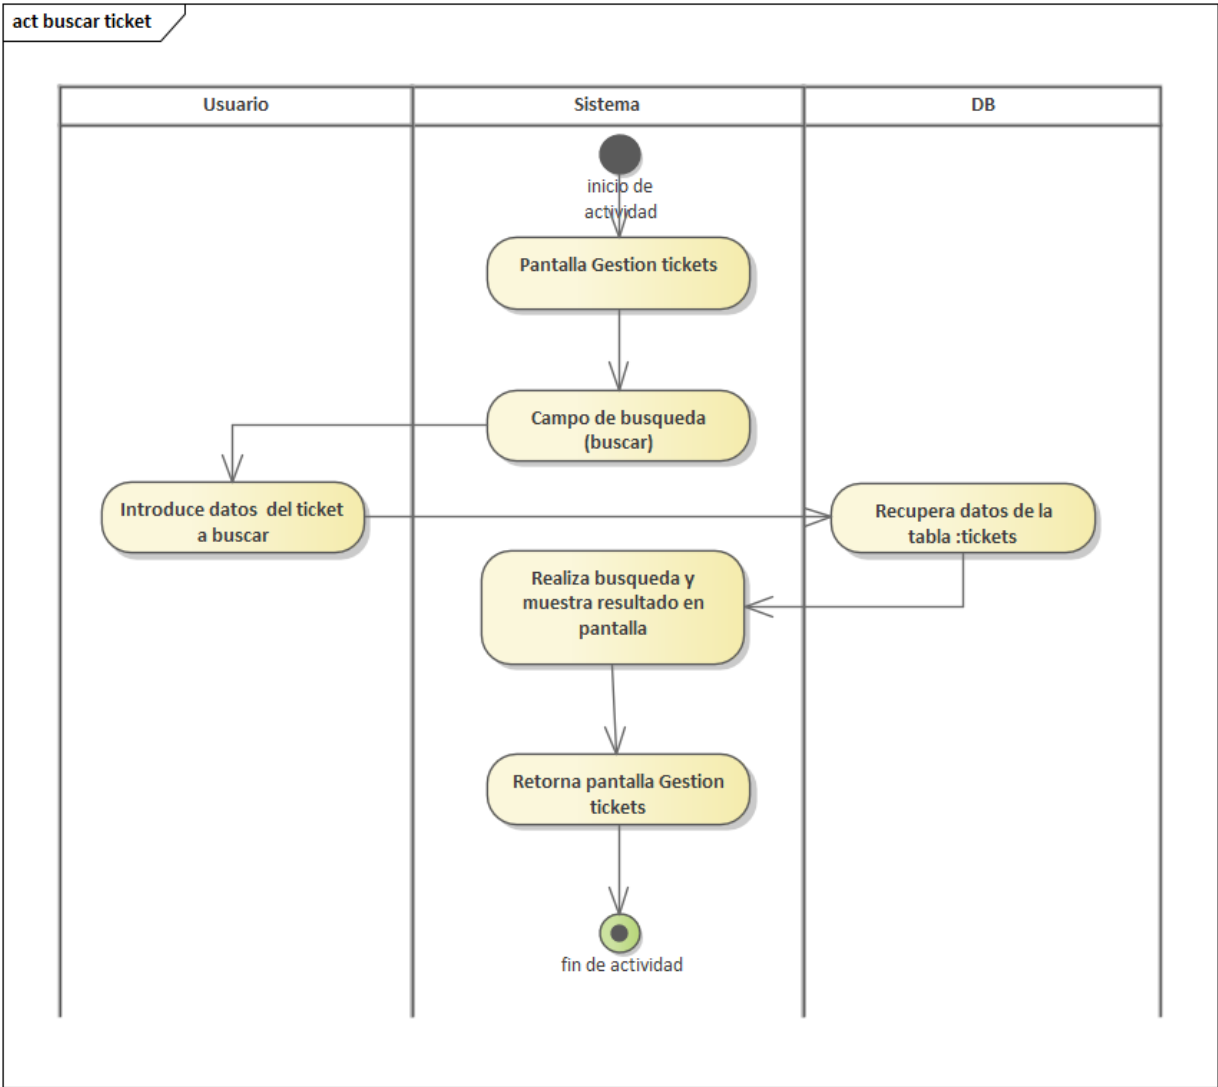 act buscar ticket
Usuario
Sistema
DB
inicio de
actividad
Pantalla Gestion tickets
Campo de busqueda
(buscar)
Introduce datos  del ticket
a buscar
Recupera datos de la
tabla :tickets
Realiza busqueda y
muestra resultado en
pantalla
Retorna pantalla Gestion
tickets
fin de actividad